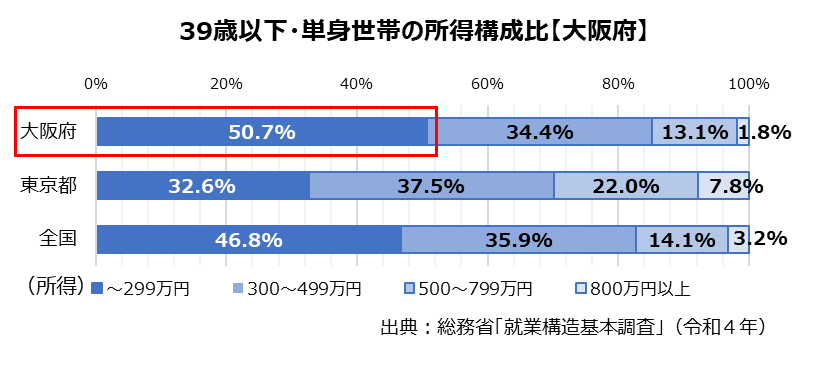 39歳以下・単身世帯の所得構成比【大阪府】
0% 20% 40% 60% 80% 100%
大阪府 50.7% 34.4% 13.1% 1.8%
東京都 32.6% 37.5% 22.0% 7.8%
全国 46.8% 35.9% 14.1% 3.2%
（所得） ～299万円 300～499万円 500～799万円 800万円以上
出典：総務省「就業構造基本調査」（令和４年）